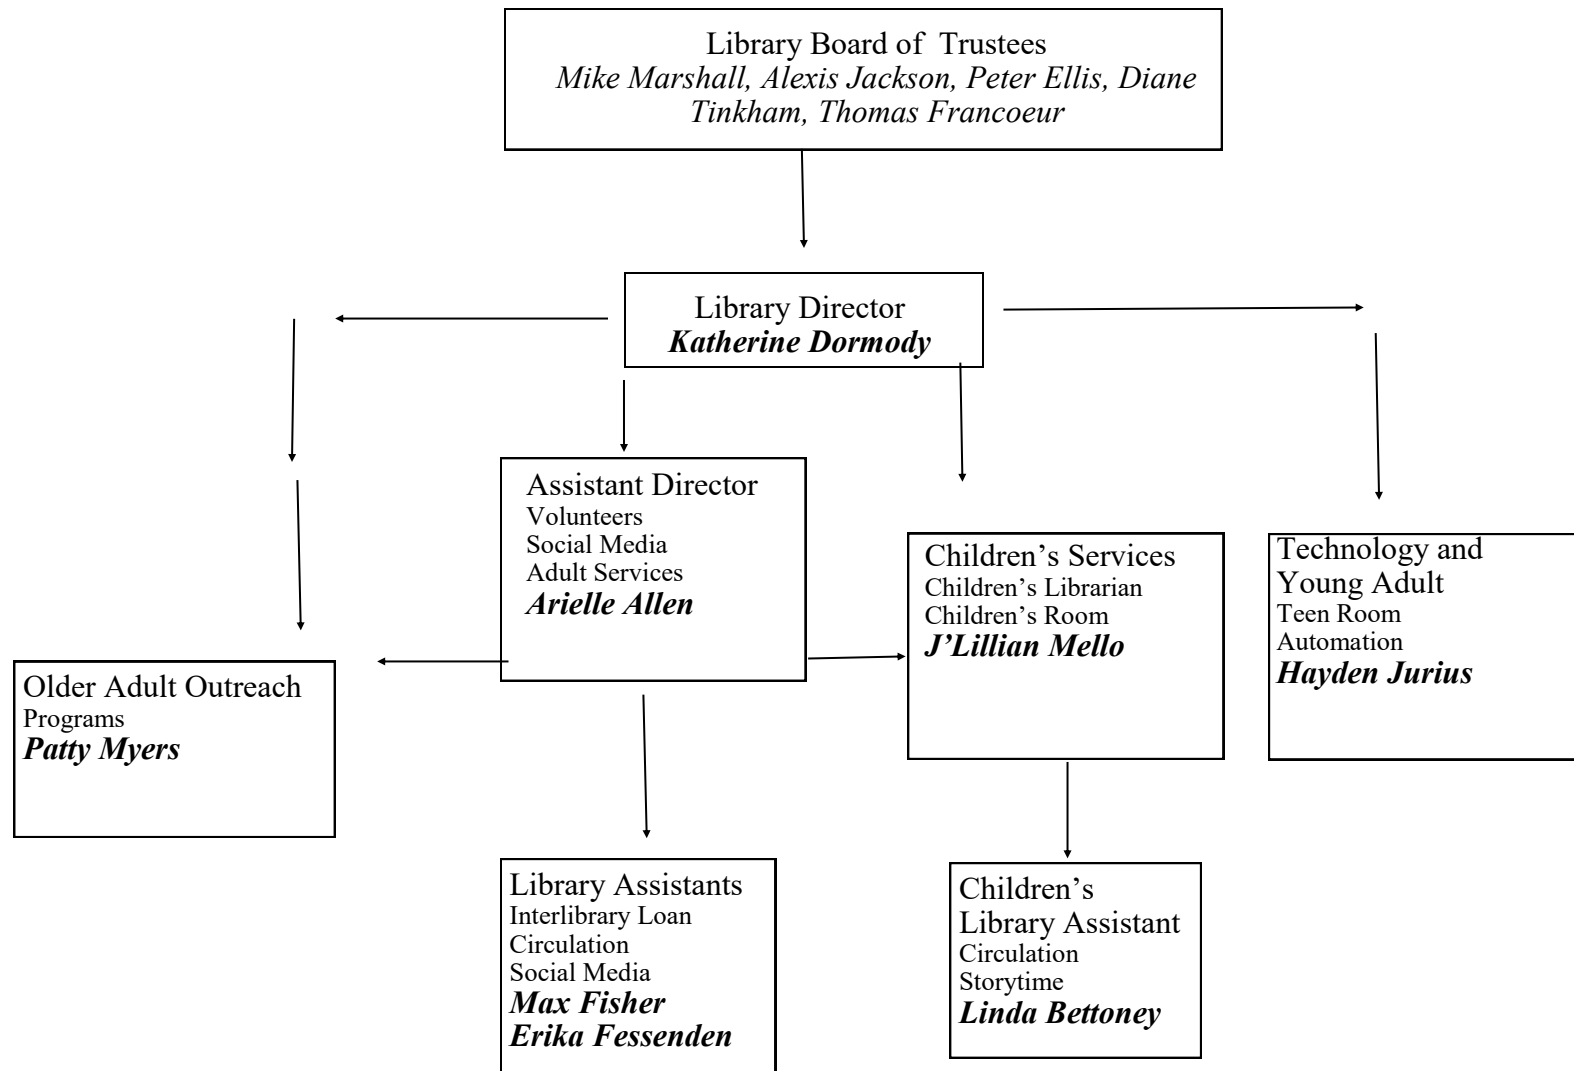 Library Board of Trustees
Mike Marshall, Alexis Jackson, Peter Ellis, Diane
Tinkham, Thomas Francoeur
Library Director
Katherine Dormody
Assistant Director
Volunteers
Social Media
Adult Services
Arielle Allen
Children’s Services
Children’s Librarian
Children’s Room
J’Lillian Mello
Technology and
Young Adult
Teen Room
Automation
Hayden Jurius
Older Adult Outreach
Programs
Patty Myers
Library Assistants
Interlibrary Loan
Circulation
Social Media
Max Fisher
Erika Fessenden
Children’s
Library Assistant
Circulation
Storytime
Linda Bettoney